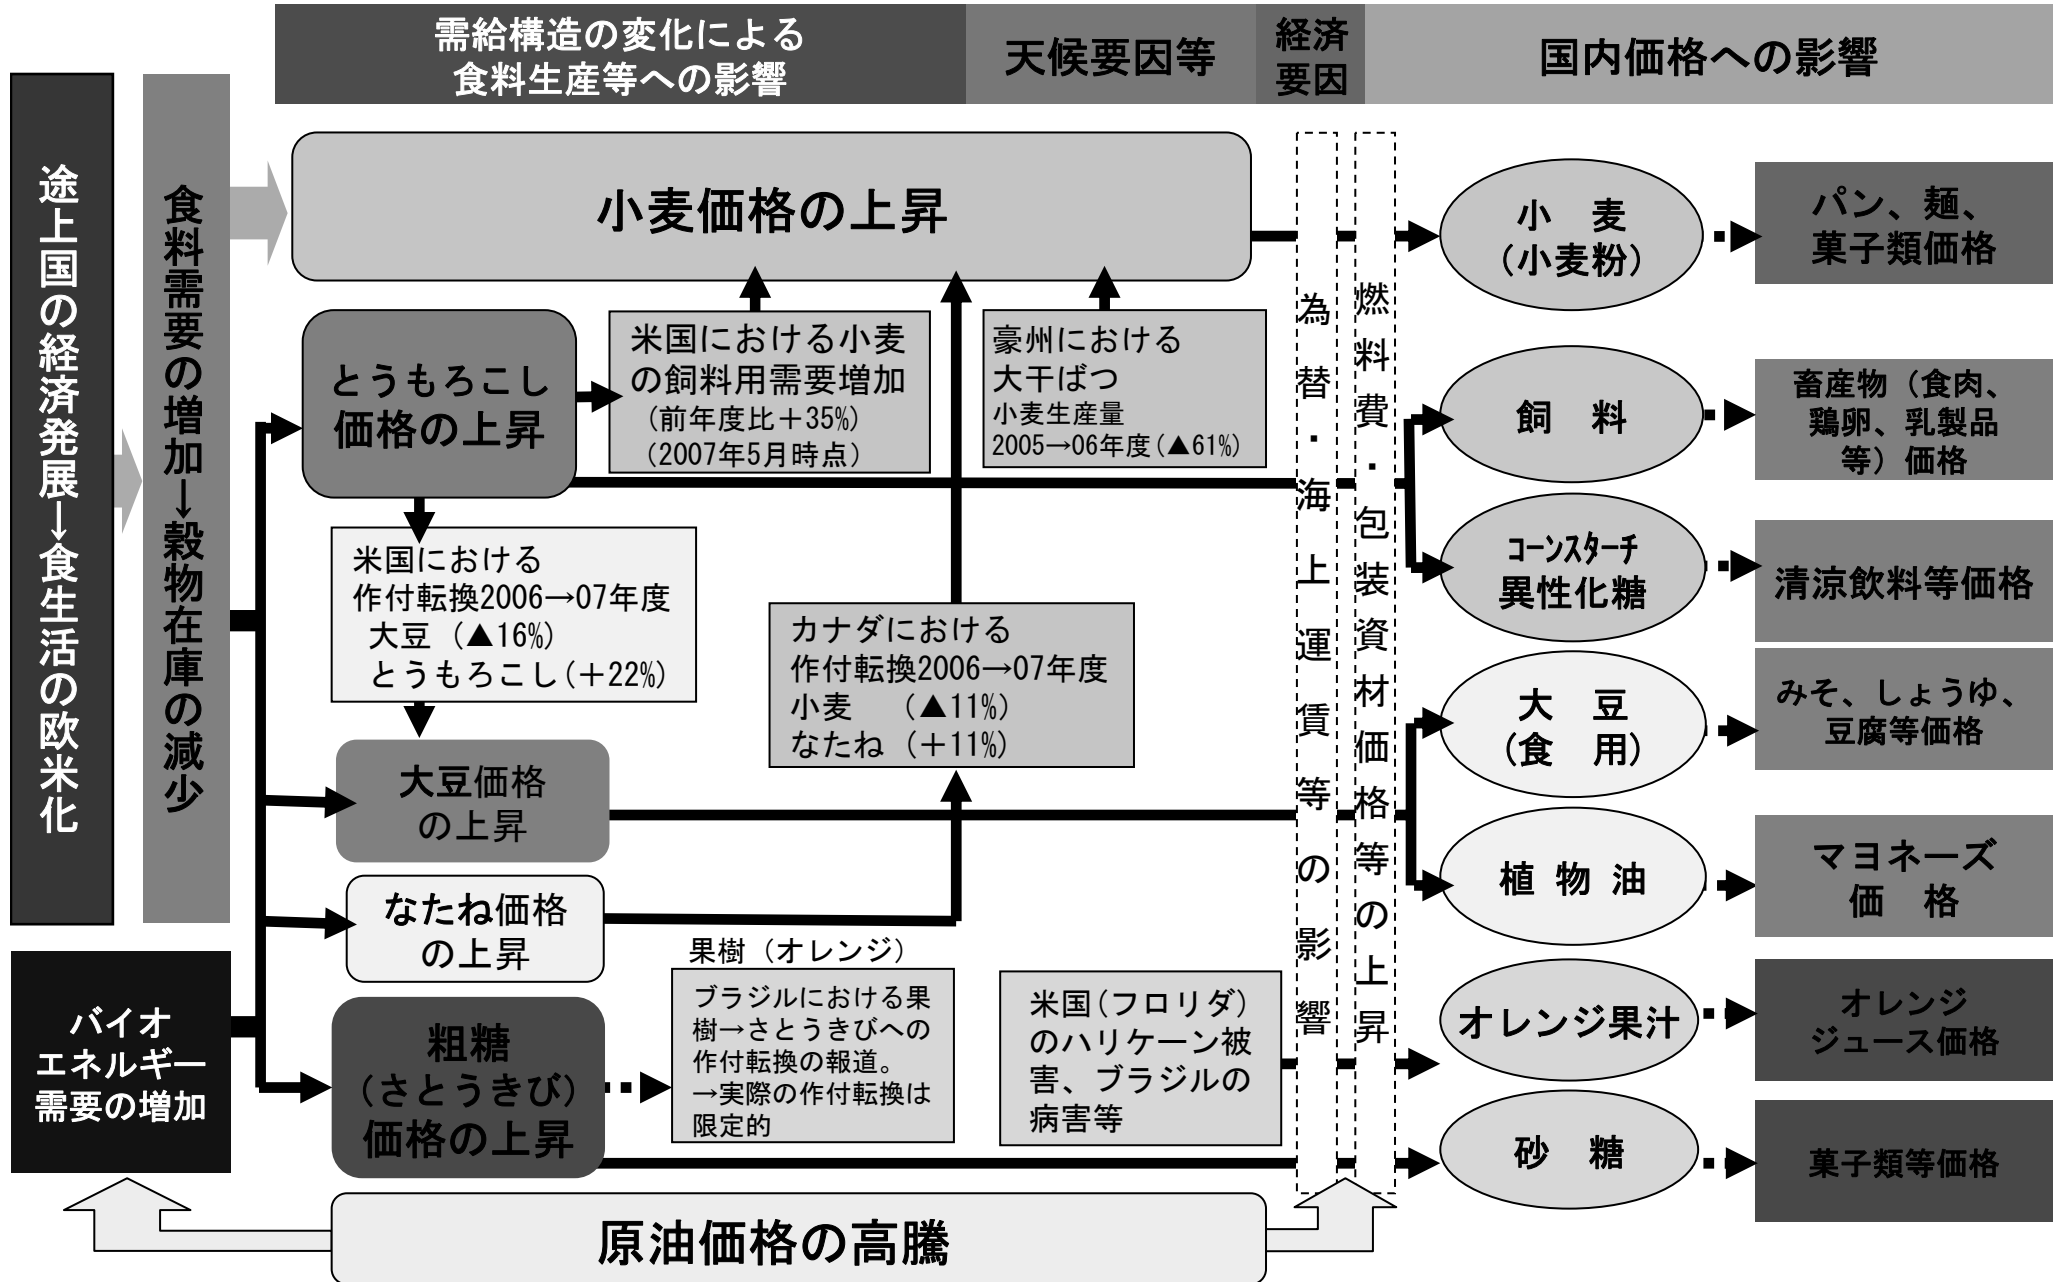 需給構造の変化による
食料生産等への影響
天候要因等
経済
要因
国内価格への影響
途上国の経済発展→食生活の欧米化
食料需要の増加→穀物在庫の減少
小麦価格の上昇
小　麦
（小麦粉）
パン、麺、
菓子類価格
とうもろこし
価格の上昇
米国における小麦
の飼料用需要増加
（前年度比＋35%）
（2007年5月時点）
豪州における
大干ばつ
小麦生産量
2005→06年度（▲61%）
為替・海上運賃等の影響
燃料費・包装資材価格等の上昇
飼　料
畜産物（食肉、
鶏卵、乳製品
等）価格
米国における
作付転換2006→07年度
大豆（▲16%）
とうもろこし（＋22%）
カナダにおける
作付転換2006→07年度
小麦　（▲11%）
なたね（＋11%）
ｺｰﾝｽﾀｰﾁ
異性化糖
清涼飲料等価格
大　豆
（食　用）
みそ、しょうゆ、
豆腐等価格
大豆価格
の上昇
植 物 油
マヨネーズ
価　格
なたね価格
の上昇
バイオ
エネルギー
需要の増加
粗糖
（さとうきび）
価格の上昇
果樹（オレンジ）
ブラジルにおける果
樹→さとうきびへの
作付転換の報道。
→実際の作付転換は
限定的
米国（フロリダ）
のハリケーン被
害、ブラジルの
病害等
オレンジ果汁
オレンジ
ジュース価格
砂　糖
菓子類等価格
原油価格の高騰